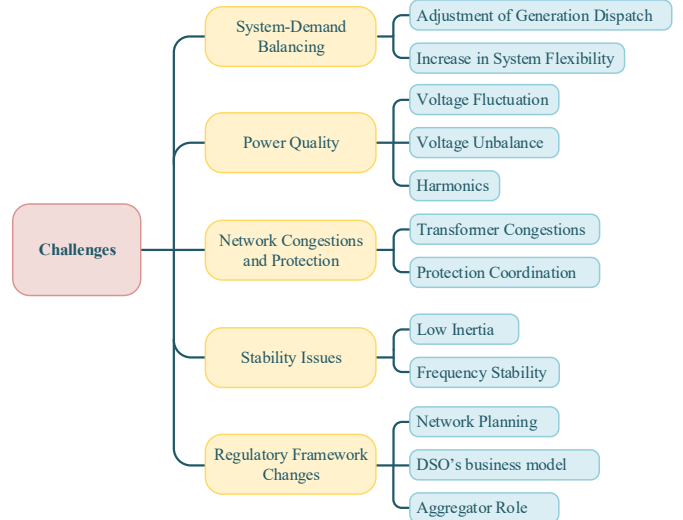 Challenges
System-Demand
Balancing
Adjustment of Generation Dispatch
Increase in System Flexibility
Power Quality
Voltage Fluctuation
Voltage Unbalance
Harmonics
Network Congestions
and Protection
Transformer Congestions
Protection Coordination
Stability Issues
Low Inertia
Frequency Stability
Regulatory Framework
Changes
Network Planning
DSO’s business model
Aggregator Role